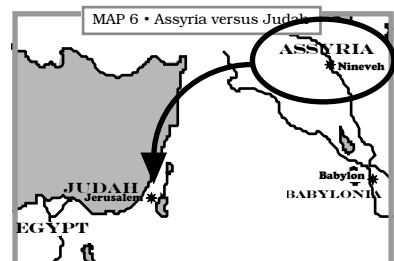 MAP 6 • Assyria versus Judah
ASSYRIA
Nineveh
Babylon
JUDAH
Jerusalem
BABYLONIA
EGYPT